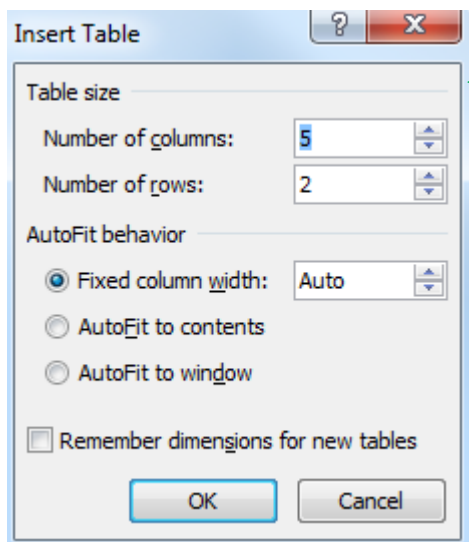 Insert Table
Table size
Number of columns: 5
Number of rows: 2
AutoFit behavior
Fixed column width: Auto
AutoFit to contents
AutoFit to window
Remember dimensions for new tables
OK Cancel